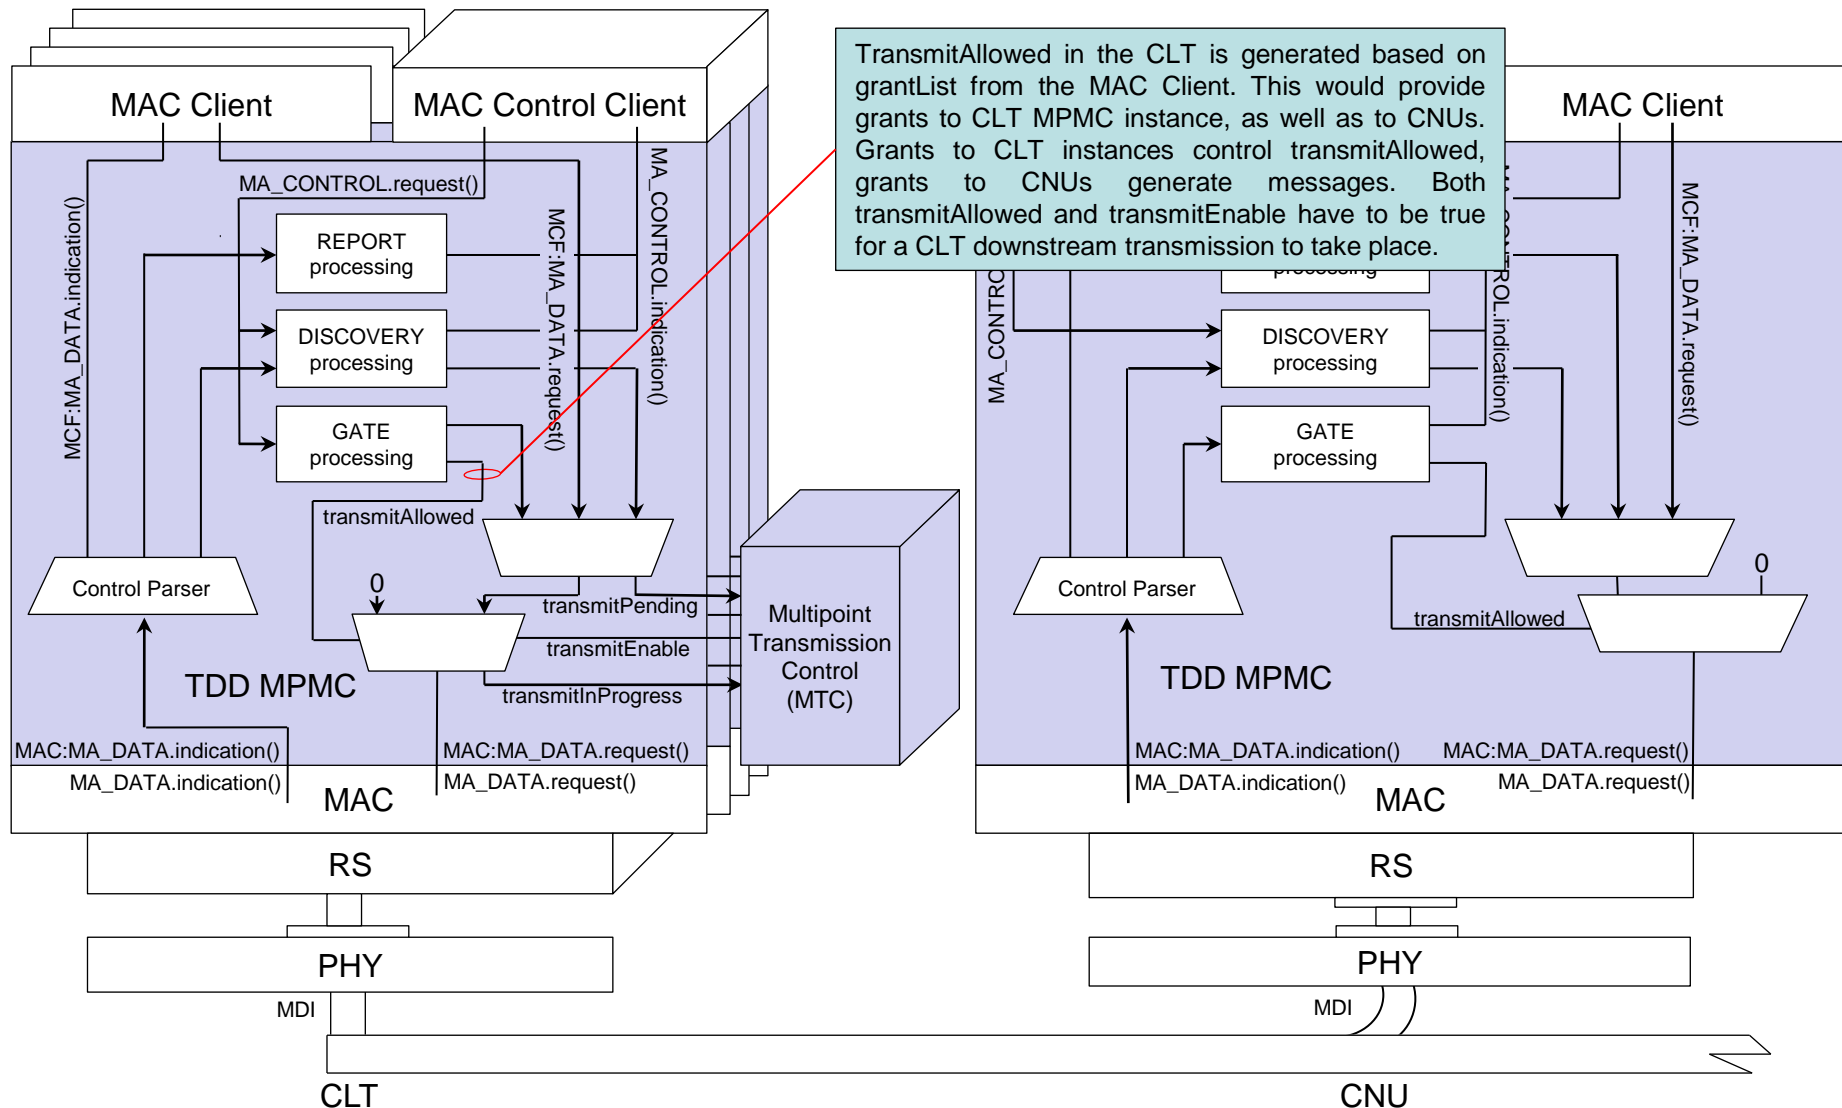 MAC Client
MAC Control Client
MA_CONTROL.request()
MCF:MA_DATA.indication()
MCF:MA_DATA.request()
MA_CONTROL.indication()
REPORT
processing
DISCOVERY
processing
GATE
processing
transmitAllowed
Control Parser
0
transmitPending
transmitEnable
transmitInProgress
TDD MPMC
Multipoint
Transmission
Control
(MTC)
MAC:MA_DATA.indication()
MAC:MA_DATA.request()
MA_DATA.indication()
MA_DATA.request()
MAC
RS
PHY
MDI
CLT
TransmitAllowed in the CLT is generated based on
grantList from the MAC Client. This would provide
grants to CLT MPMC instance, as well as to CNUs.
Grants to CLT instances control transmitAllowed,
grants to CNUs generate messages. Both
transmitAllowed and transmitEnable have to be true
for a CLT downstream transmission to take place.
MAC Client
MCF:MA_DATA.request()
processing
DISCOVERY
processing
GATE
processing
Control Parser
0
transmitAllowed
TDD MPMC
MAC:MA_DATA.indication()
MAC:MA_DATA.request()
MA_DATA.indication()
MA_DATA.request()
MAC
RS
PHY
MDI
CNU